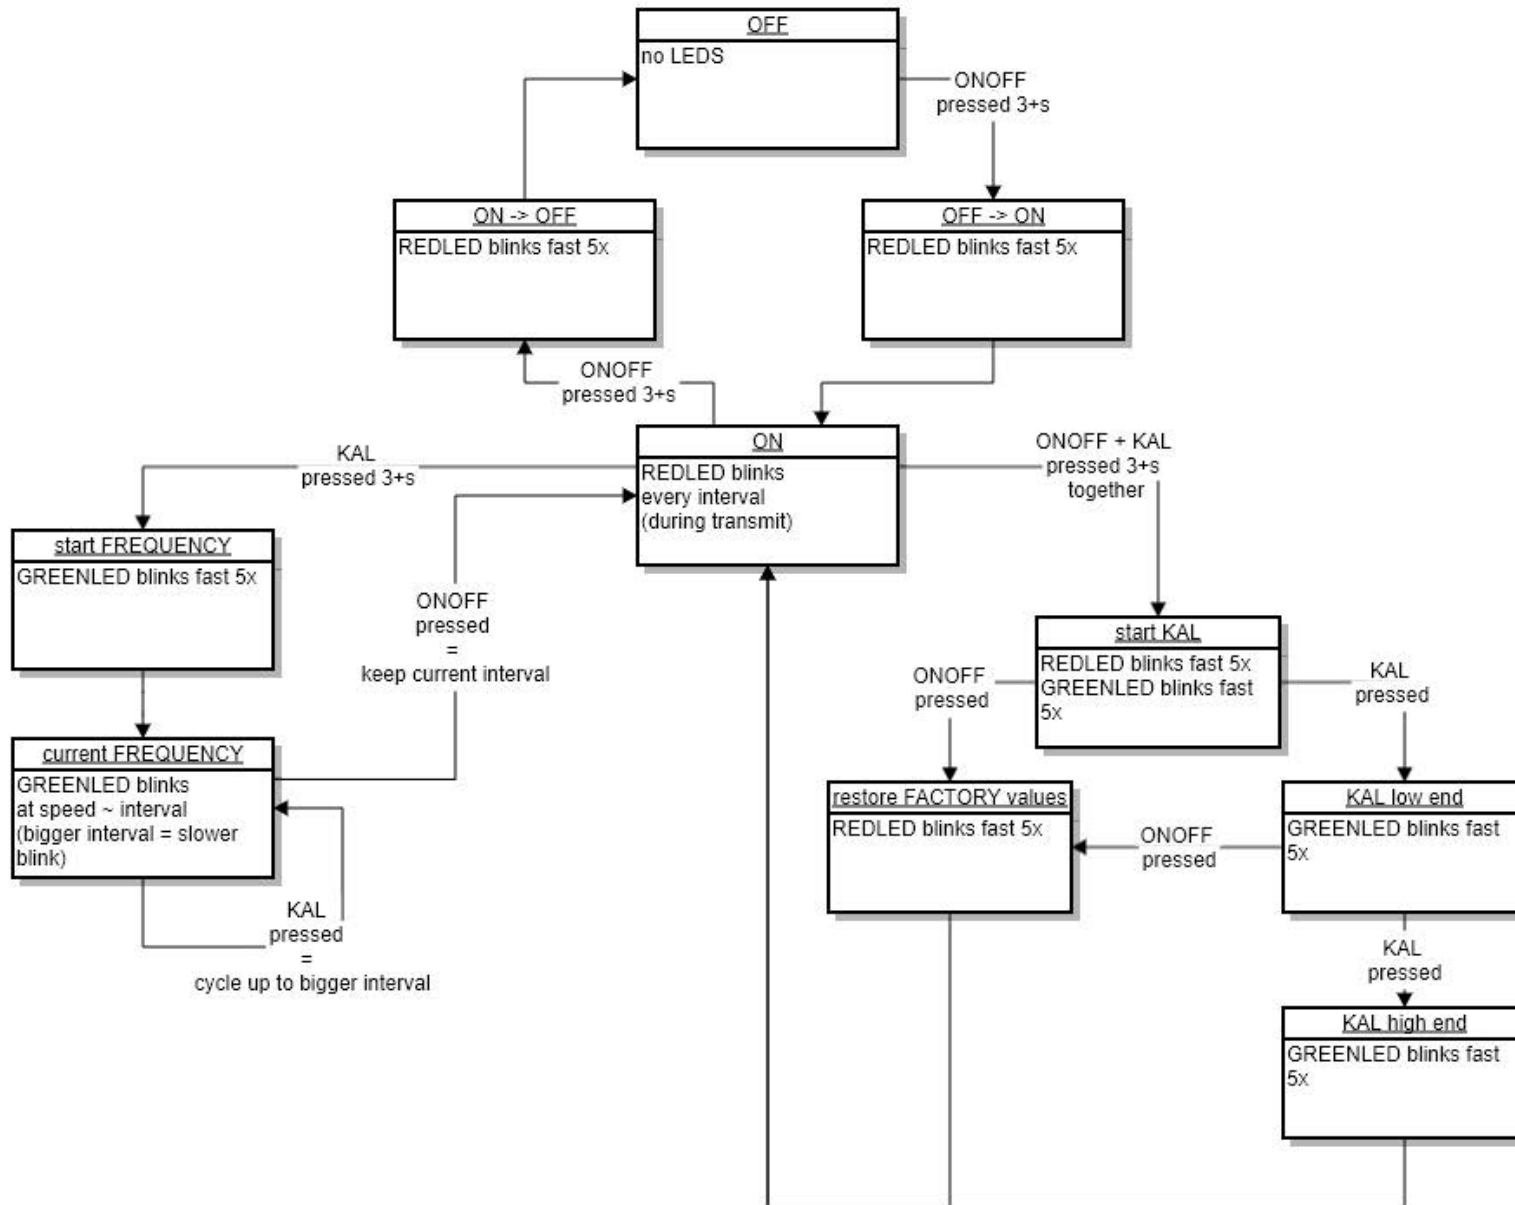 OFF
no LEDS
ONOFF
pressed 3+s
ON -> OFF
REDLED blinks fast 5x
OFF -> ON
REDLED blinks fast 5x
ONOFF
pressed 3+s
ON
REDLED blinks
every interval
(during transmit)
KAL
pressed 3+s
ONOFF + KAL
pressed 3+s
together
start FREQUENCY
GREENLED blinks fast 5x
ONOFF
pressed
=
keep current interval
start KAL
REDLED blinks fast 5x
GREENLED blinks fast
5x
ONOFF
pressed
KAL
pressed
current FREQUENCY
GREENLED blinks
at speed ~ interval
(bigger interval = slower
blink)
restore FACTORY values
REDLED blinks fast 5x
ONOFF
pressed
KAL low end
GREENLED blinks fast
5x
KAL
pressed
=
cycle up to bigger interval
KAL
pressed
KAL high end
GREENLED blinks fast
5x